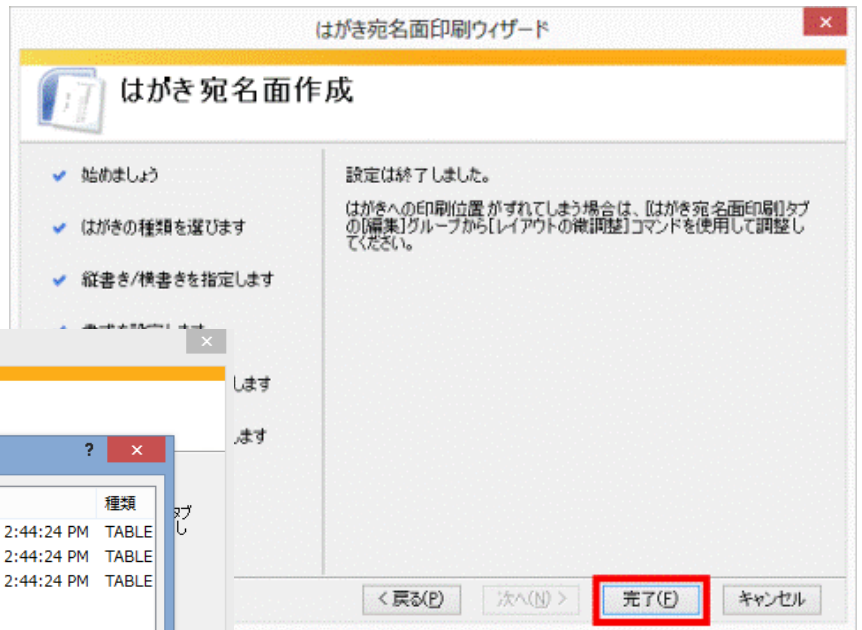 はがき宛名面印刷ウィザード
はがき宛名面作成
始めましょう
はがきの種類を選びます
縦書き/横書きを指定します
します
します
設定は終了しました。
はがきへの印刷位置がずれてしまう場合は、[はがき宛名面印刷]タブ
の[編集]グループから[レイアウトの微調整]コマンドを使用して調整し
てください。
< 戻る(P)
次へ(N) >
完了(F)
キャンセル
?
種類
2:44:24 PM TABLE
2:44:24 PM TABLE
2:44:24 PM TABLE
タブ
し